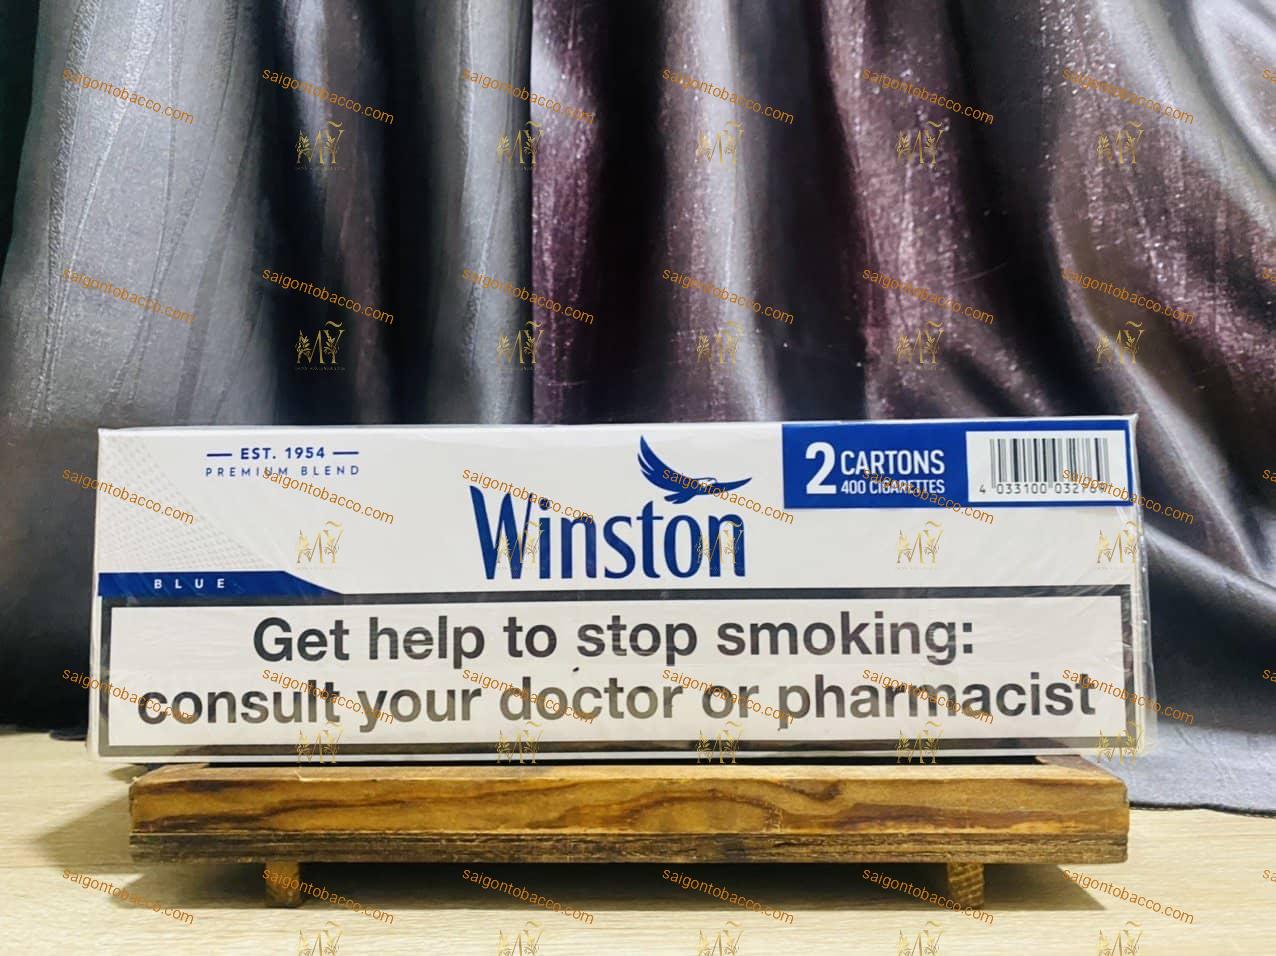 EST. 1954
PREMIUM BLEND
Winston
2 CARTONS
400 CIGARETTES
BLUE
Get help to stop smoking:
consult your doctor or pharmacist
saigontobacco.com
MỸ